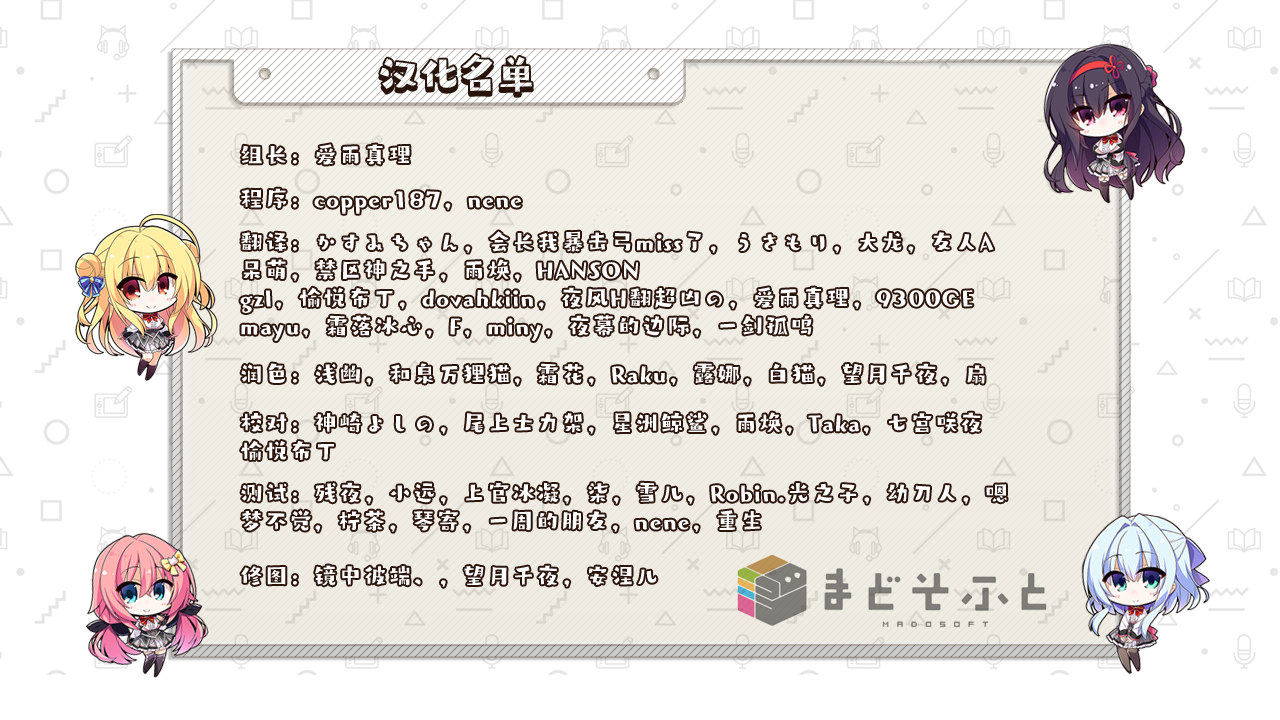 汉化名单
组长：爱雨真理
程序：copper187，nene
翻译：かすみちゃん，会长我暴击弓miss了，うさもり，大龙，友人A
呆萌，禁区神之手，雨焕，HANSON
gzl，愉悦布丁，dovahkiin，夜风H翻超凶の，爱雨真理，9300GE
mayu，霜落冰心，F，miny，夜幕的边际，一剑孤鸣
润色：浅幽，和泉万狸猫，霜花，Raku，露娜，白猫，望月千夜，扇
校对：神崎よしの，尾上士力架，星洲鲸鲨，雨焕，Taka，七宫咲夜
愉悦布丁
测试：残夜，小远，上官冰凝，柒，雪儿，Robin.光之子，幼刀人，嗯
梦不觉，柠茶，琴寄，一周的朋友，nene，重生
修图：镜中彼端、，望月千夜，安涅儿
まどそふと
MADOSOFT